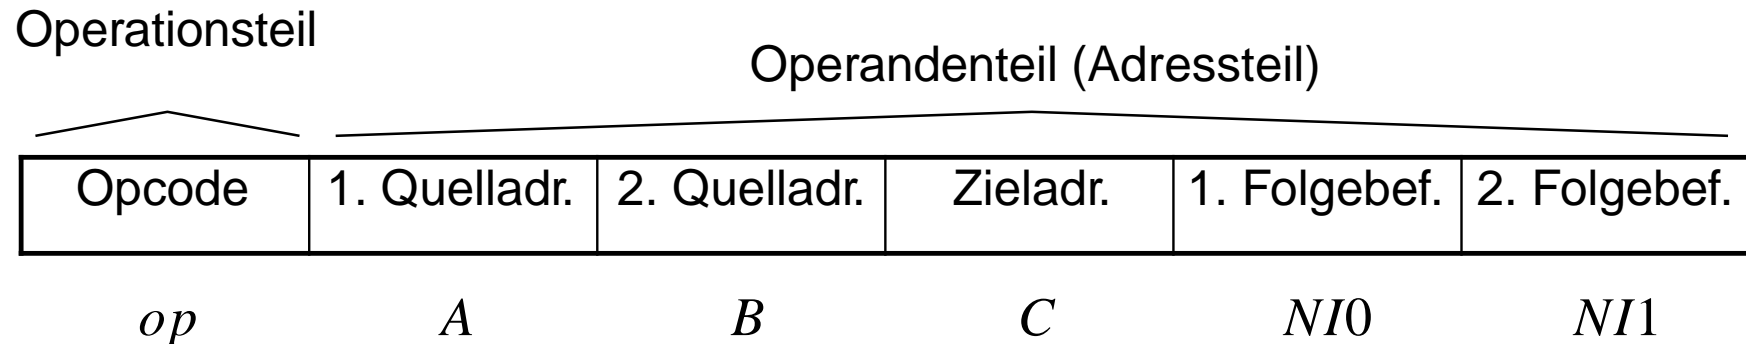 Operationsteil
Operandenteil (Adressteil)
Opcode 1. Quelladr. 2. Quelladr. Zieladr. 1. Folgebef. 2. Folgebef.
op A B C NI0 NI1